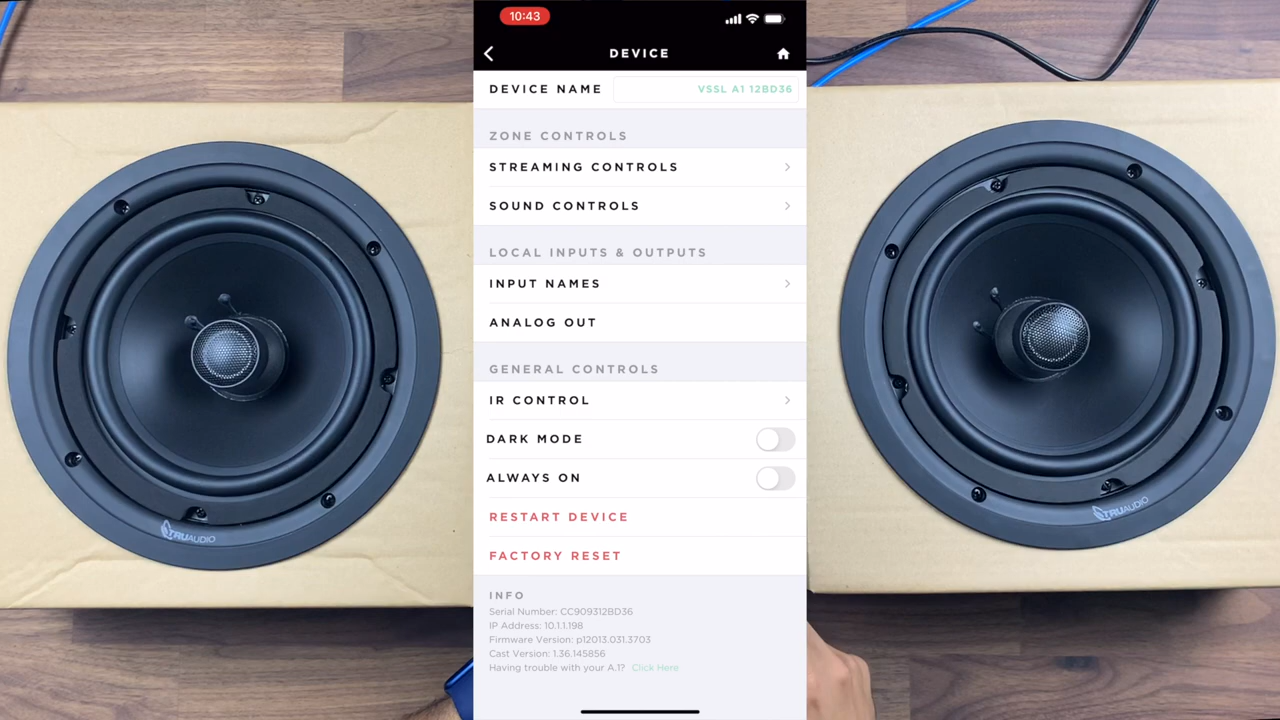 10:43
DEVICE
DEVICE NAME VSSL A1 12BD36
ZONE CONTROLS
STREAMING CONTROLS
SOUND CONTROLS
LOCAL INPUTS & OUTPUTS
INPUT NAMES
ANALOG OUT
GENERAL CONTROLS
IR CONTROL
DARK MODE
ALWAYS ON
RESTART DEVICE
FACTORY RESET
INFO
Serial Number: CC909312BD36
IP Address: 10.1.1.198
Firmware Version: p12013.031.3703
Cast Version: 1.36.145856
Having trouble with your A.1? Click Here
TRUAUDIO
TRUAUDIO